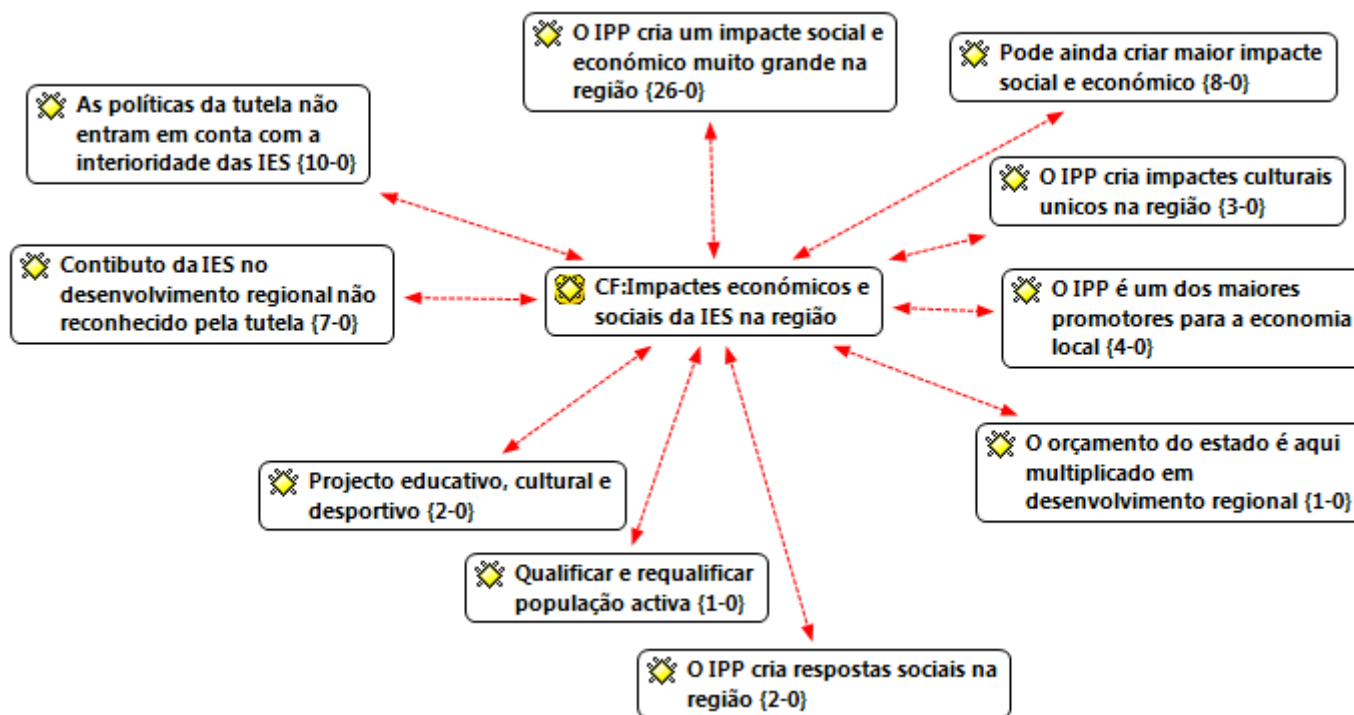 O IPP cria um impacte social e
económico muito grande na
região {26-0}
Pode ainda criar maior impacte
social e económico {8-0}
As políticas da tutela não
entram em conta com a
interioridade das IES {10-0}
O IPP cria impactes culturais
unicos na região {3-0}
Contibuto da IES no
desenvolvimento regional não
reconhecido pela tutela {7-0}
CF:Impactes económicos e
sociais da IES na região
O IPP é um dos maiores
promotores para a economia
local {4-0}
O orçamento do estado é aqui
multiplicado em
desenvolvimento regional {1-0}
Projecto educativo, cultural e
desportivo {2-0}
Qualificar e requalificar
população activa {1-0}
O IPP cria respostas sociais na
região {2-0}